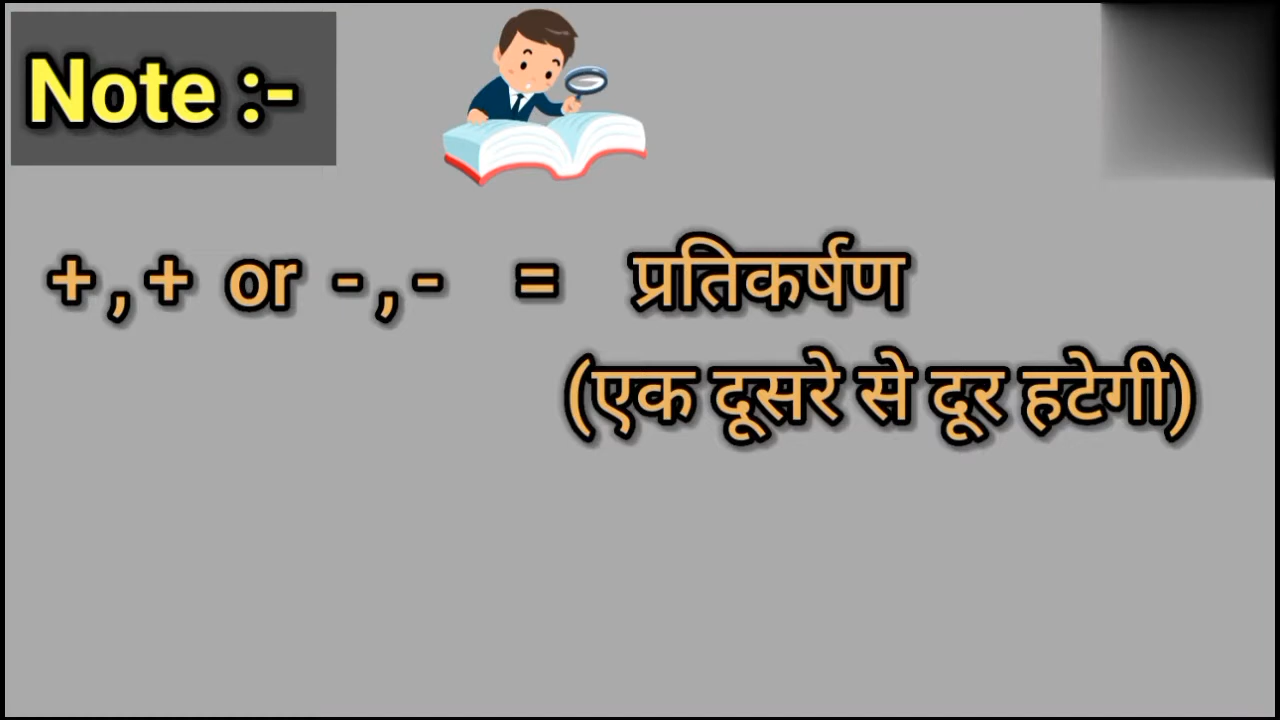 Note :-
+,+ or -,- = प्रतिकर्षण
(एक दूसरे से दूर हटेगी)